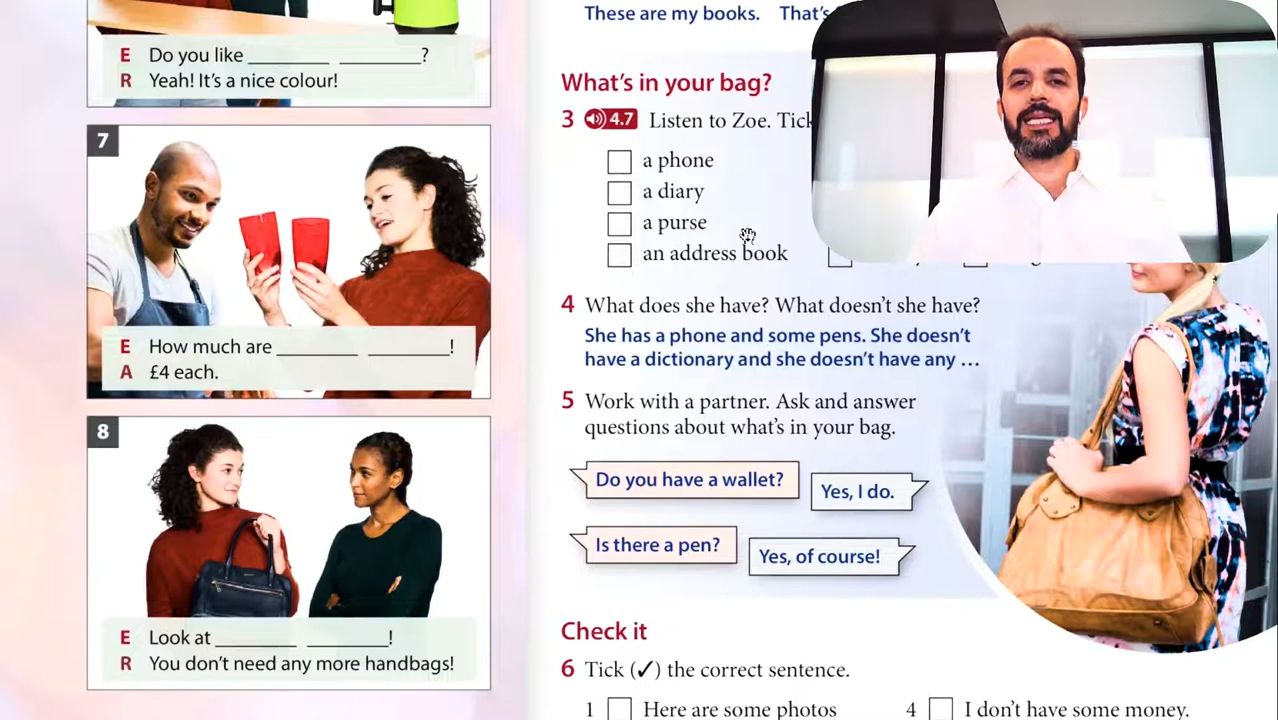 E Do you like ________ ________?
R Yeah! It's a nice colour!
7
E How much are ________ ________!
A £4 each.
8
E Look at ________ ________!
R You don't need any more handbags!
These are my books. That's
What's in your bag?
3 4.7 Listen to Zoe. Tick
a phone
a diary
a purse
an address book
4 What does she have? What doesn't she have?
She has a phone and some pens. She doesn't
have a dictionary and she doesn't have any …
5 Work with a partner. Ask and answer
questions about what's in your bag.
Do you have a wallet?
Yes, I do.
Is there a pen?
Yes, of course!
Check it
6 Tick (✓) the correct sentence.
1 Here are some photos
4 I don't have some money.